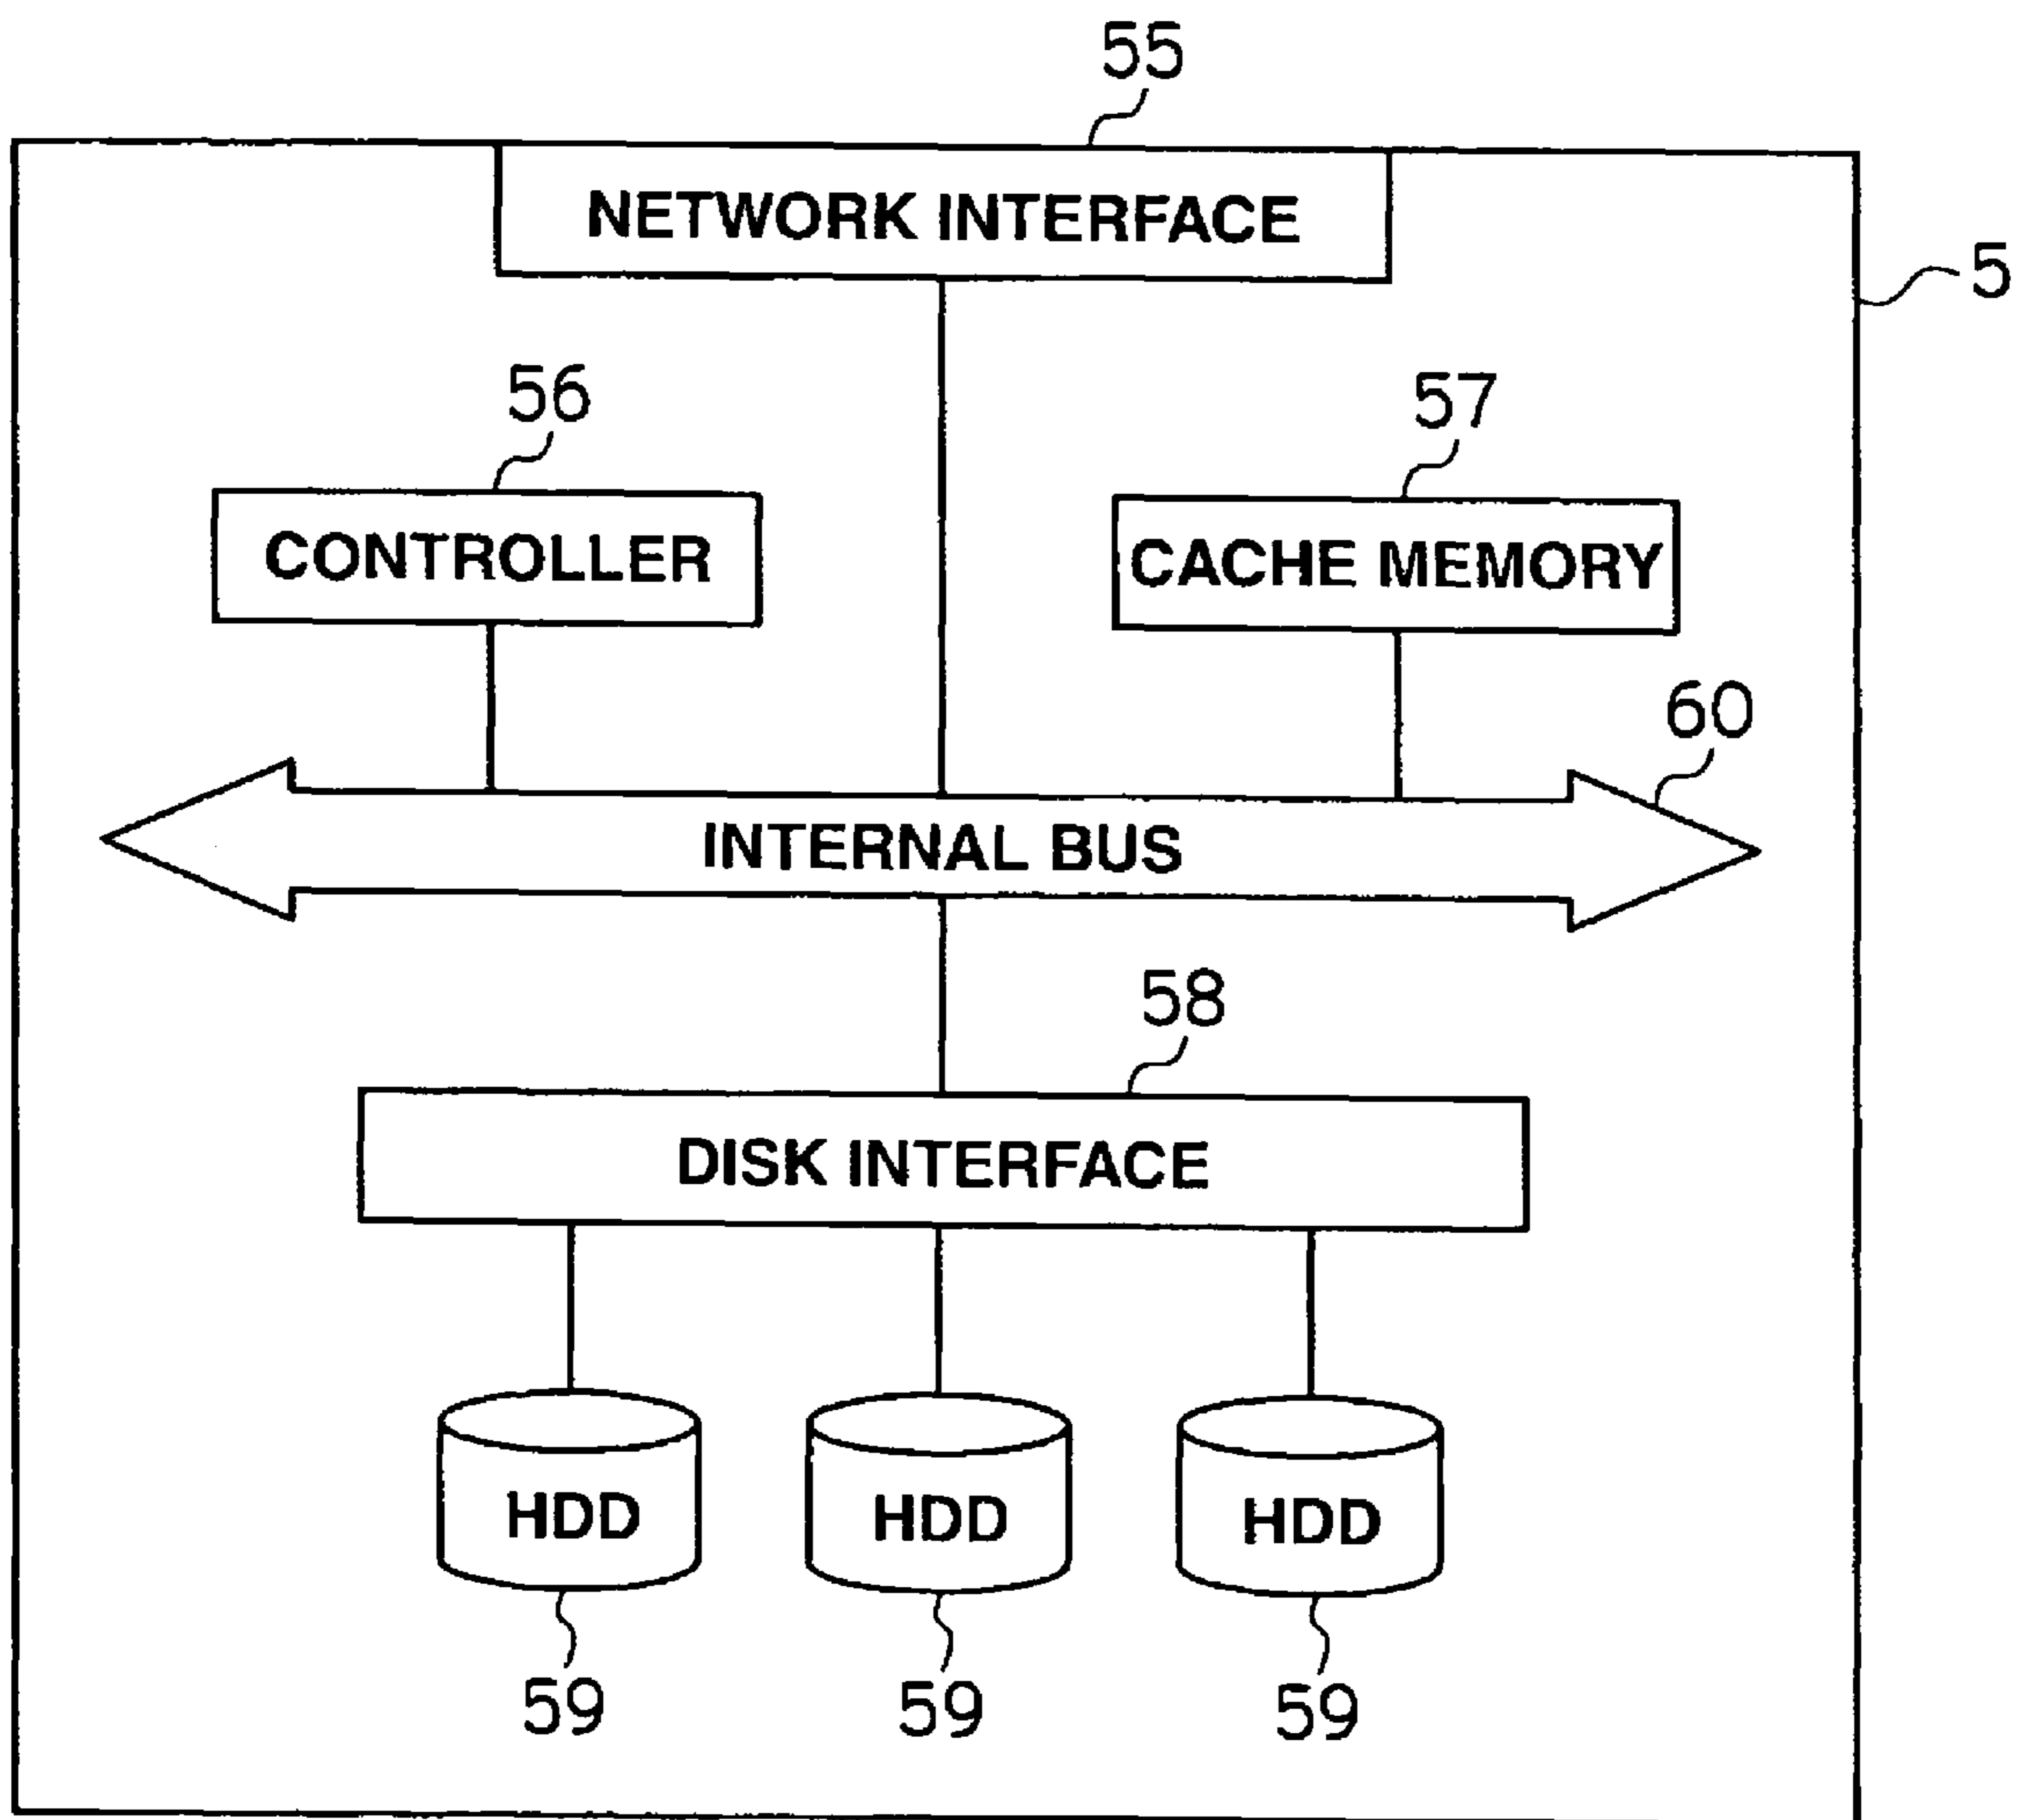 55
NETWORK INTERFACE
5
56
57
CONTROLLER
CACHE MEMORY
60
INTERNAL BUS
58
DISK INTERFACE
HDD HDD HDD
59 59 59